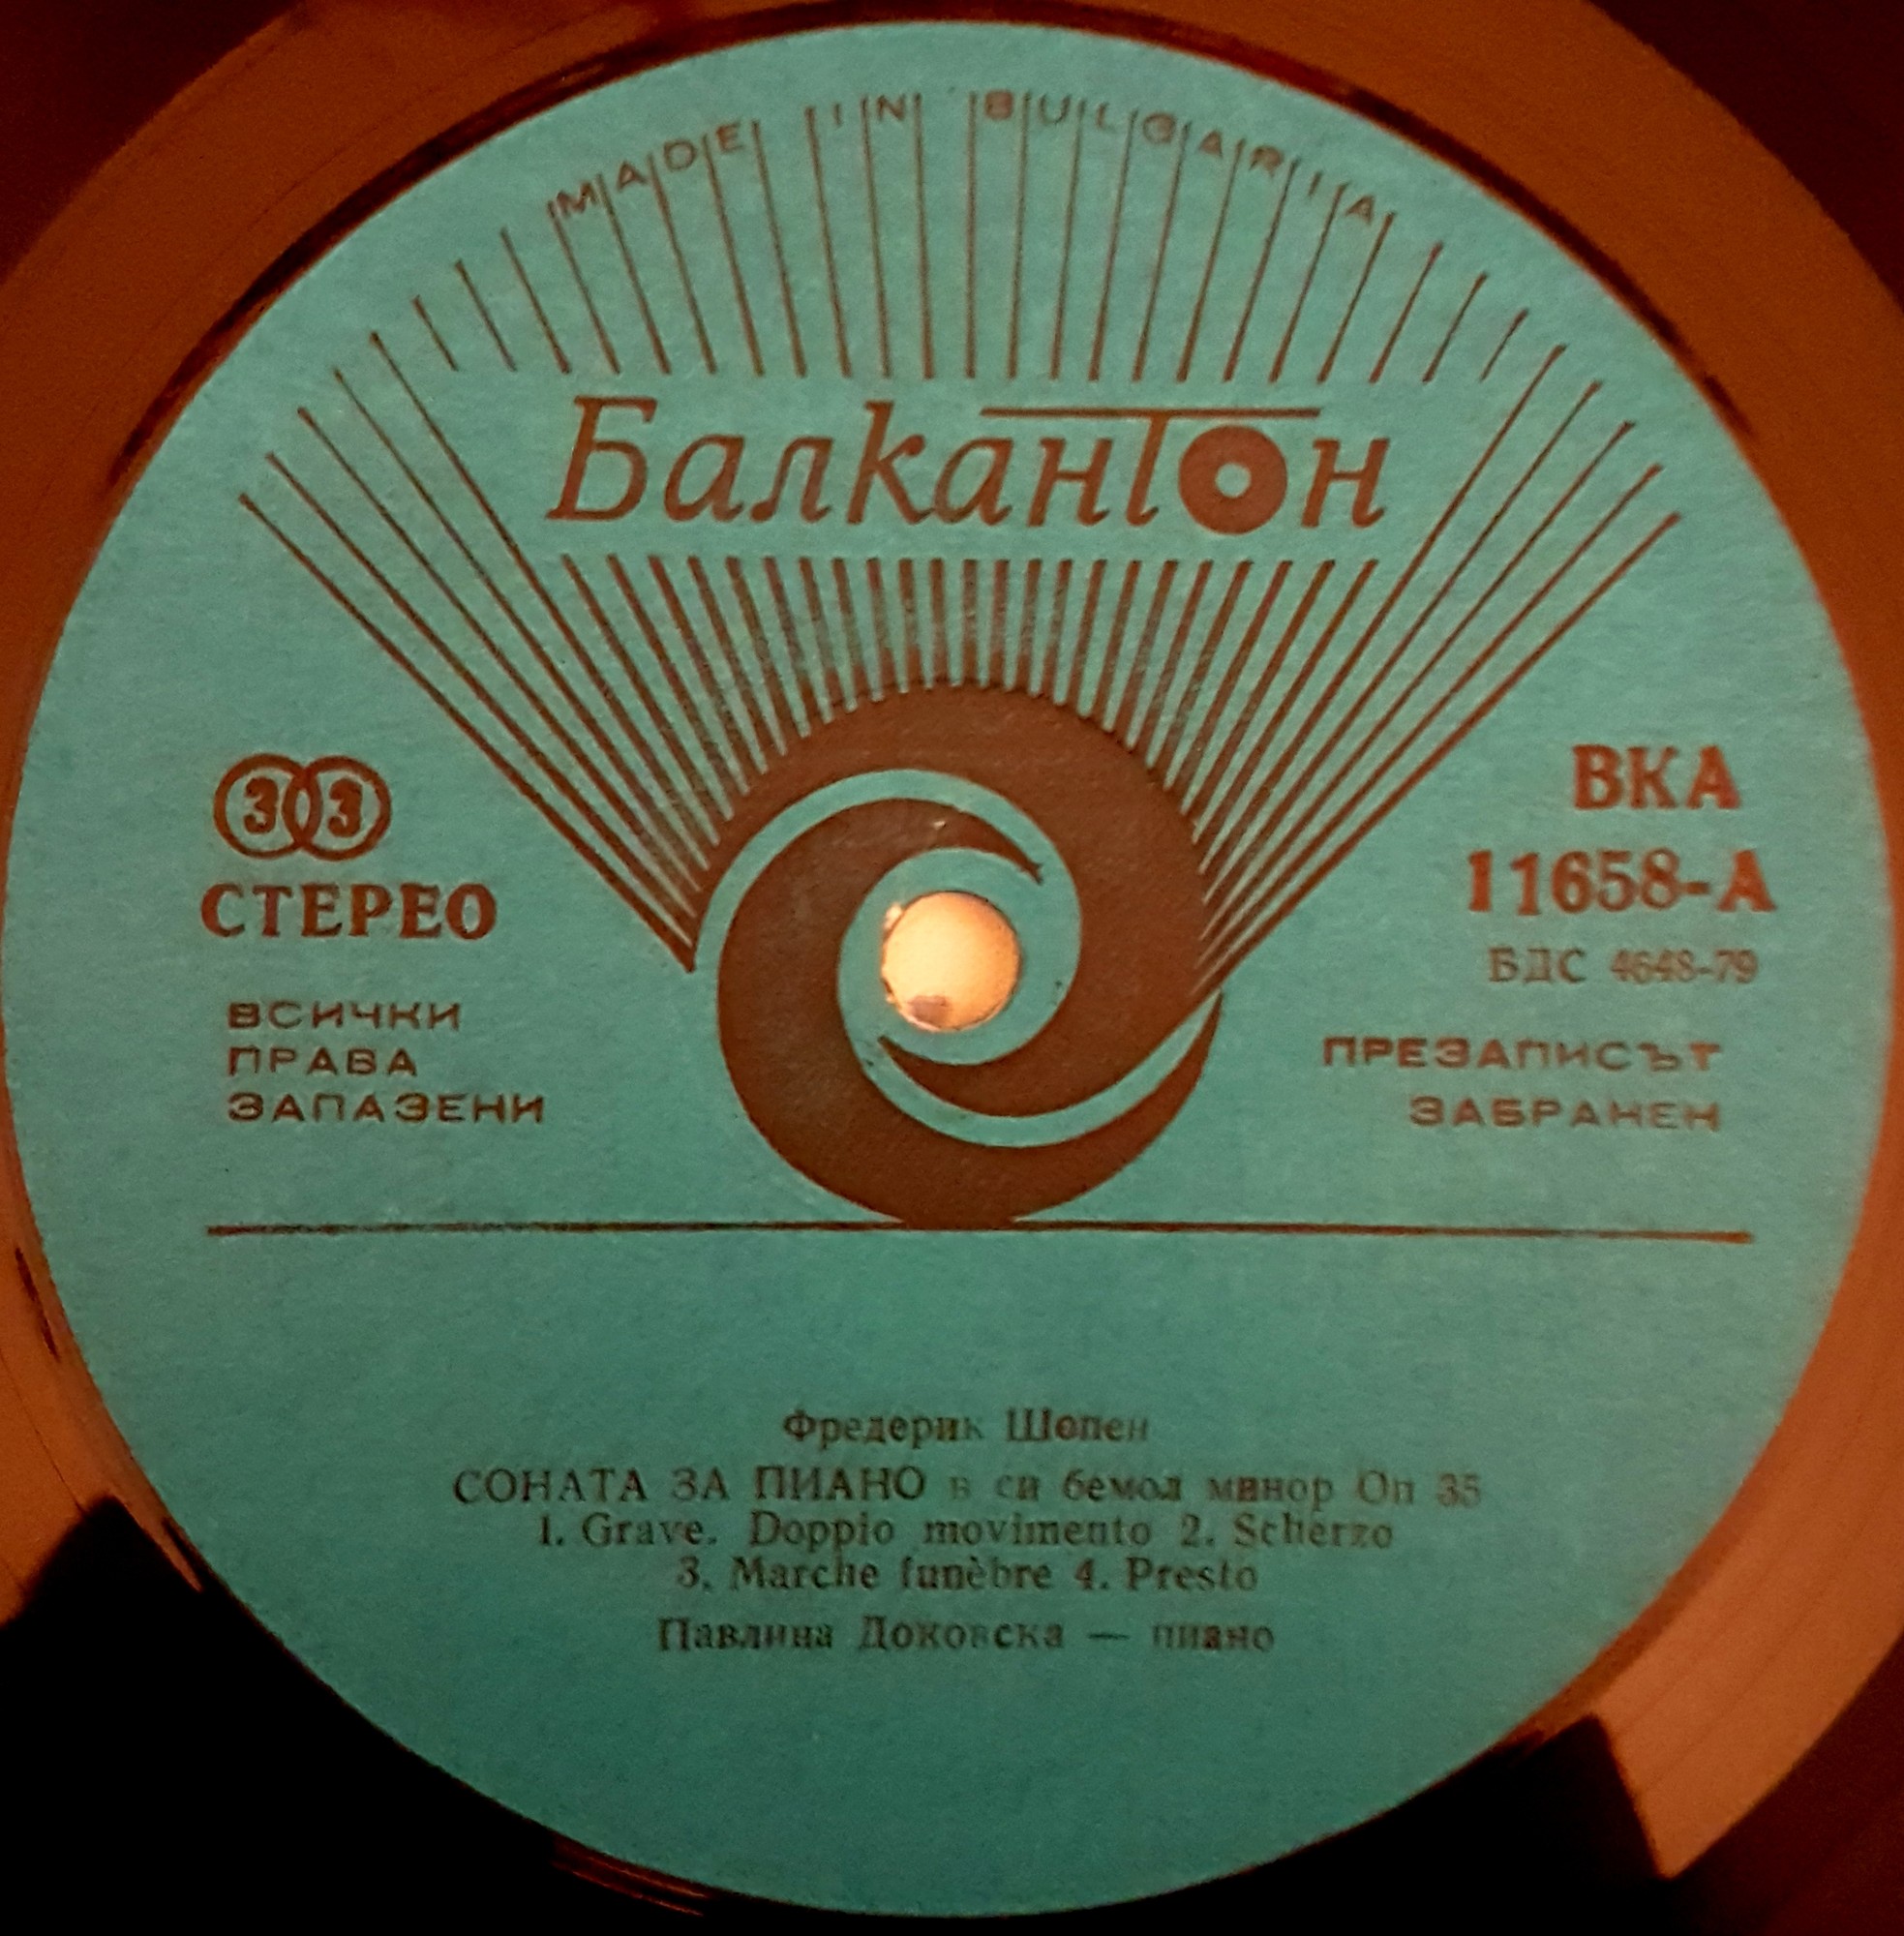 MADE IN BULGARIA
Балкантон
33
СТЕРЕО
ВСИЧКИ
ПРАВА
ЗАПАЗЕНИ
ВКА
11658-А
БДС 4648-79
ПРЕЗАПИСЪТ
ЗАБРАНЕН
Фредерик Шопен
СОНАТА ЗА ПИАНО в си бемол минор Оп 35
1. Grave. Doppio movimento 2. Scherzo
3. Marche funèbre 4. Presto
Павлина Доковска — пиано